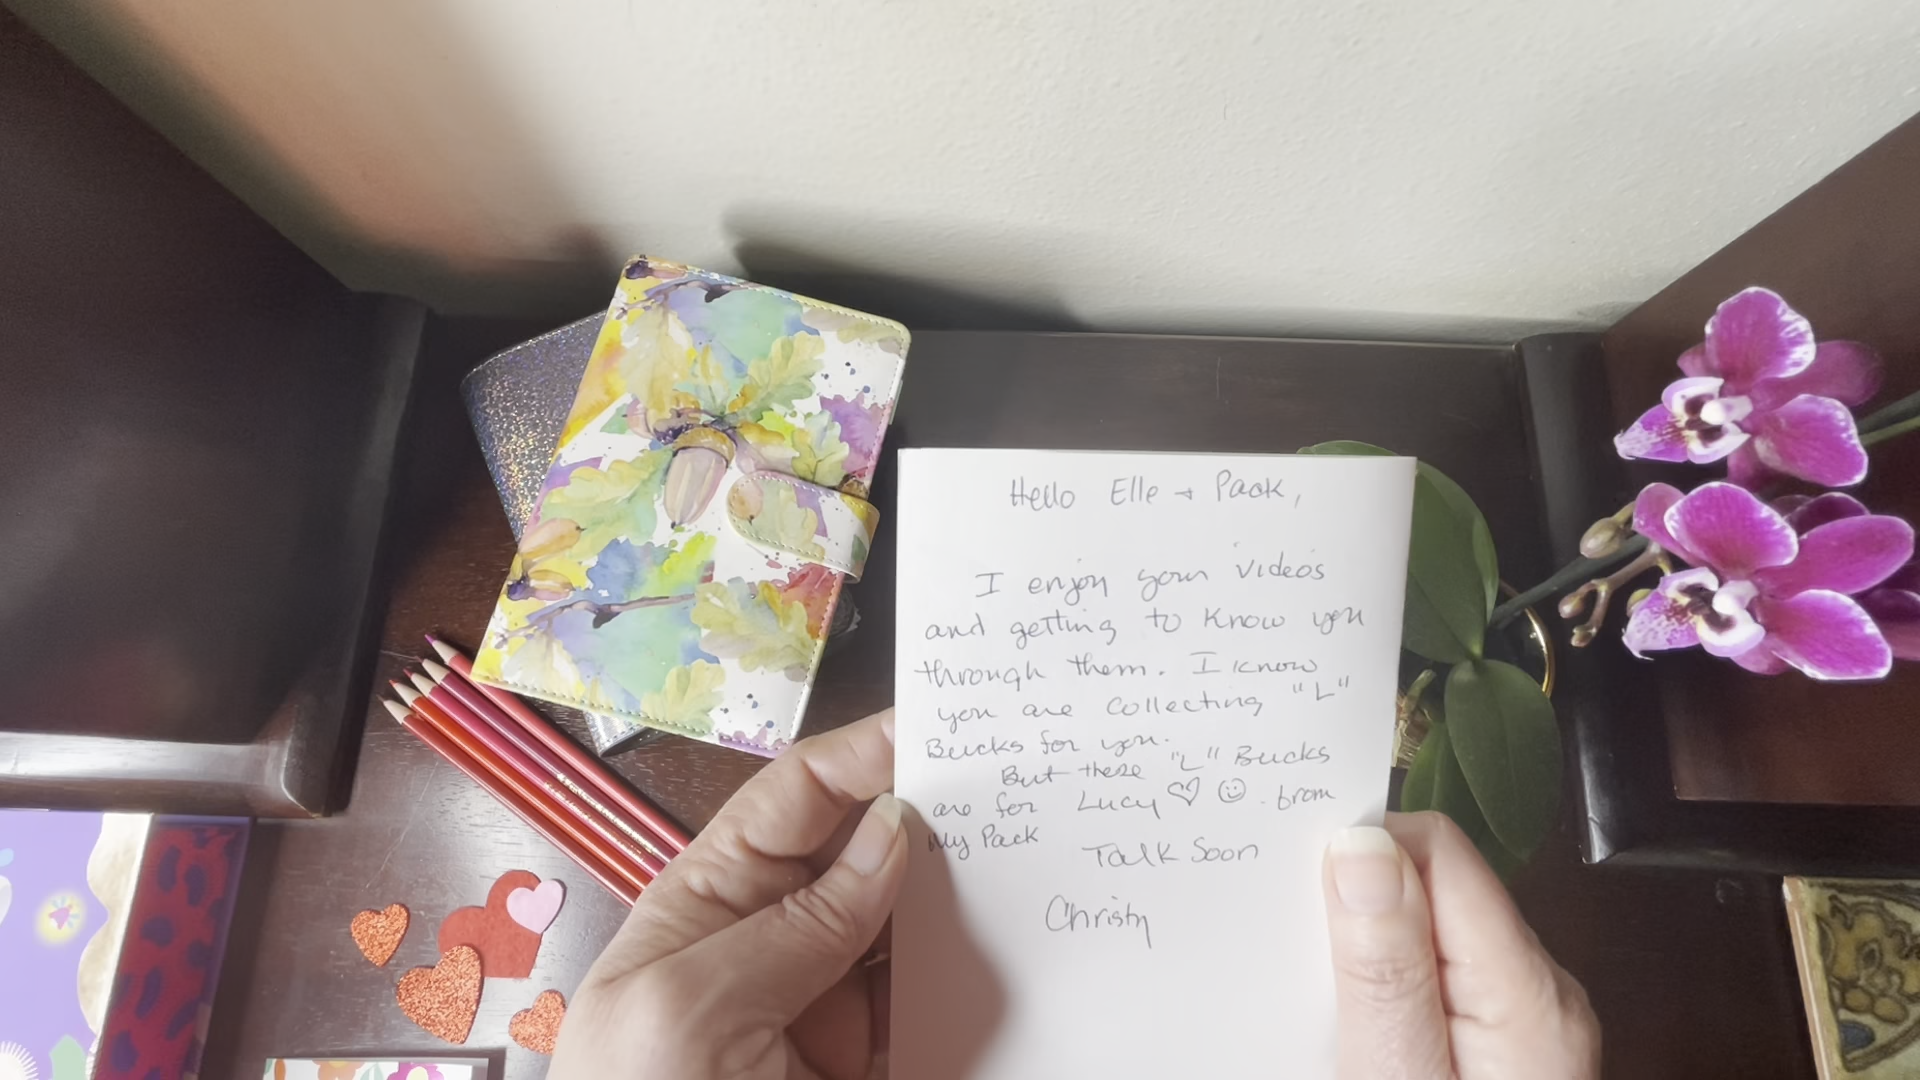 Hello Elle + Pack,
I enjoy your videos
and getting to know you
through them. I know
you are collecting "L"
Bucks for you.
But these "L" Bucks
are for Lucy ♡ ☺. from
My Pack
Talk Soon
Christy